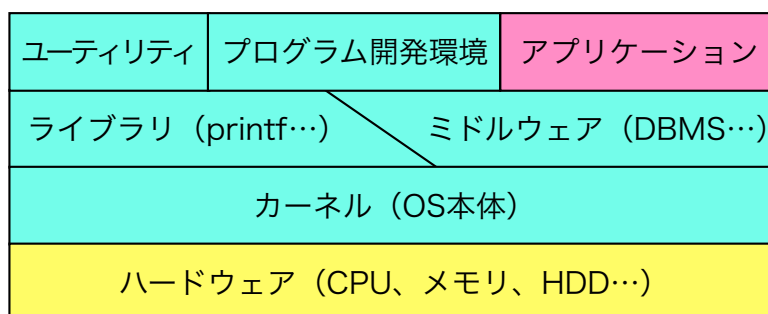 ユーティリティ プログラム開発環境 アプリケーション
ライブラリ（printf…） ミドルウェア（DBMS…）
カーネル（OS本体）
ハードウェア（CPU、メモリ、HDD…）